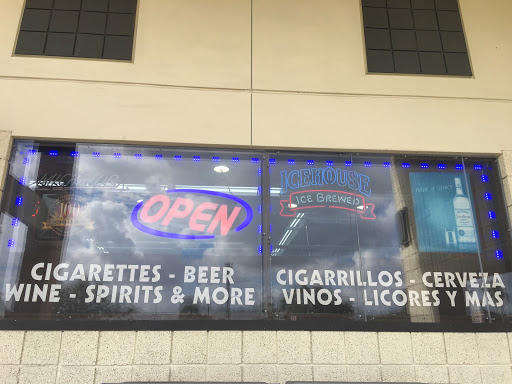 OPEN
ICEHOUSE
ICE BREWED
CIGARETTES - BEER
WINE - SPIRITS & MORE
CIGARRILLOS - CERVEZA
VINOS - LICORES Y MAS